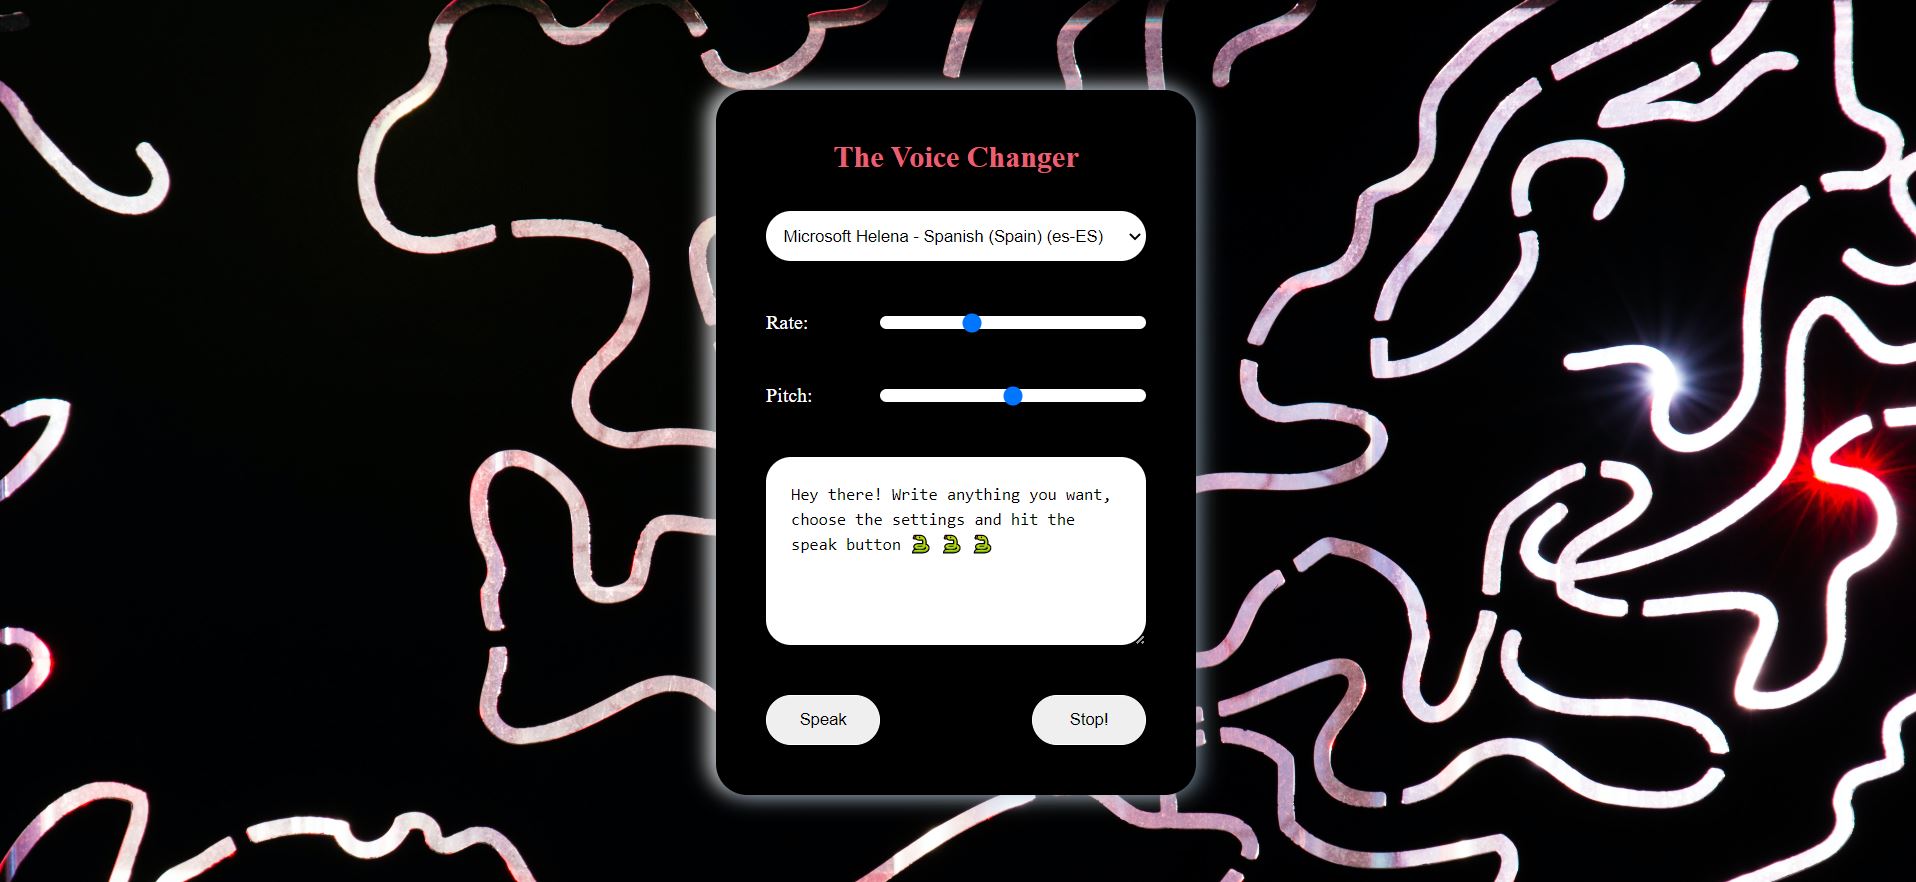 The Voice Changer
Microsoft Helena - Spanish (Spain) (es-ES)
Rate:
Pitch:
Hey there! Write anything you want,
choose the settings and hit the
speak button 🐍 🐍 🐍
Speak
Stop!